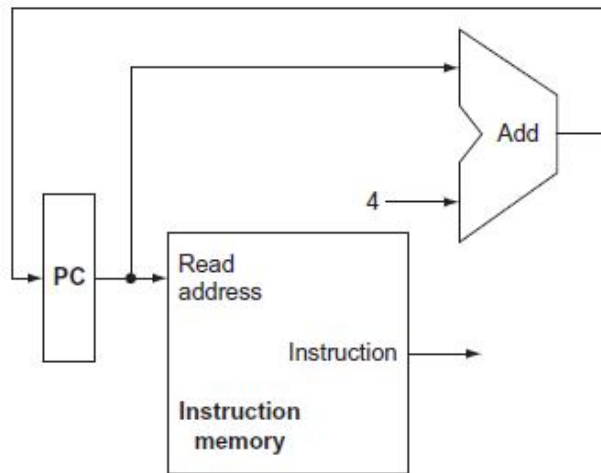 Add
4
PC
Read
address
Instruction
Instruction
memory